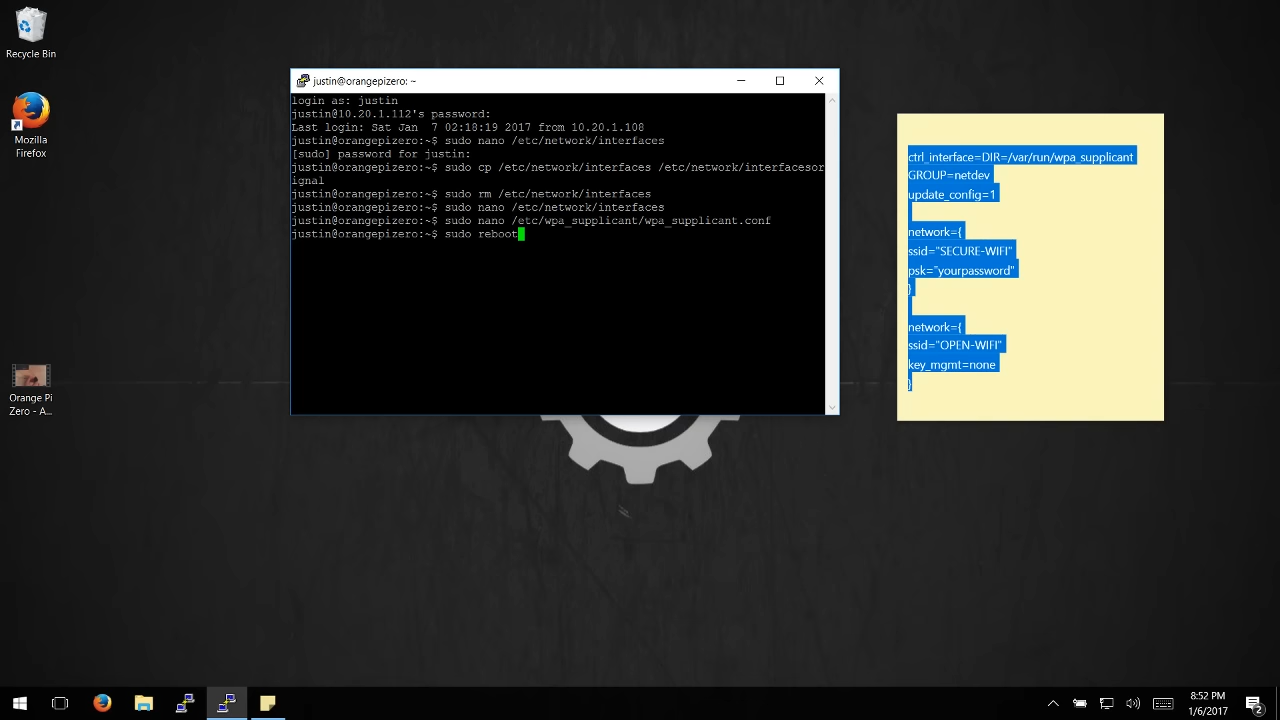 Recycle Bin
Mozilla
Firefox
Orange Pi
Zero - A...
justin@orangepizero: ~
login as: justin
justin@10.20.1.112's password:
Last login: Sat Jan  7 02:18:19 2017 from 10.20.1.108
justin@orangepizero:~$ sudo nano /etc/network/interfaces
[sudo] password for justin:
justin@orangepizero:~$ sudo cp /etc/network/interfaces /etc/network/interfacesor
ignal
justin@orangepizero:~$ sudo rm /etc/network/interfaces
justin@orangepizero:~$ sudo nano /etc/network/interfaces
justin@orangepizero:~$ sudo nano /etc/wpa_supplicant/wpa_supplicant.conf
justin@orangepizero:~$ sudo reboot
ctrl_interface=DIR=/var/run/wpa_supplicant
GROUP=netdev
update_config=1
network={
ssid="SECURE-WIFI"
psk="yourpassword"
}
network={
ssid="OPEN-WIFI"
key_mgmt=none
}
8:52 PM
1/6/2017
2